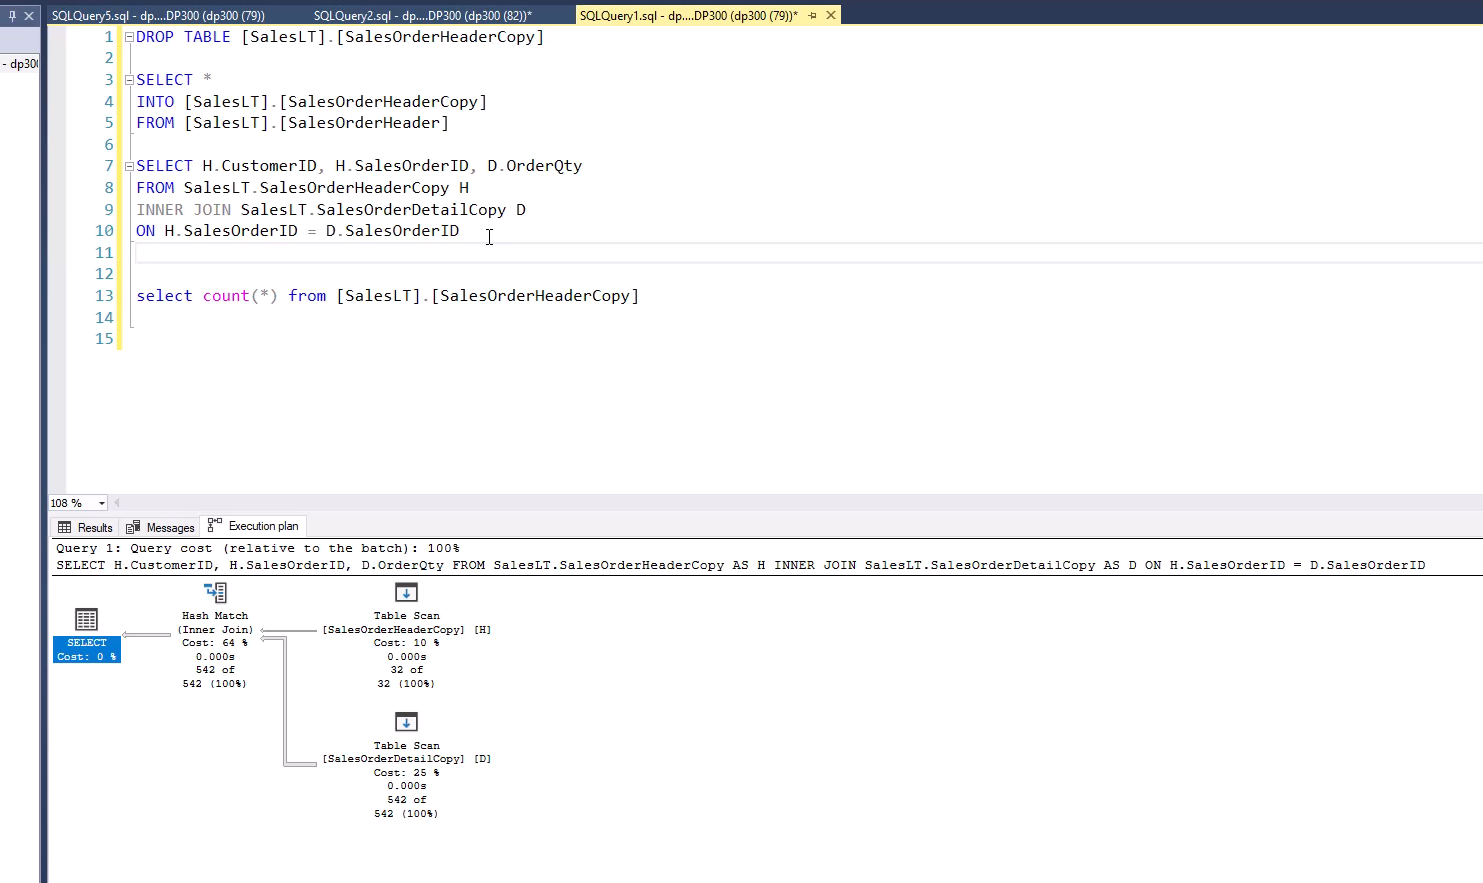 SQLQuery5.sql - dp....DP300 (dp300 (79))
SQLQuery2.sql - dp....DP300 (dp300 (82))*
SQLQuery1.sql - dp....DP300 (dp300 (79))*
- dp300
1 DROP TABLE [SalesLT].[SalesOrderHeaderCopy]
2
3 SELECT *
4 INTO [SalesLT].[SalesOrderHeaderCopy]
5 FROM [SalesLT].[SalesOrderHeader]
6
7 SELECT H.CustomerID, H.SalesOrderID, D.OrderQty
8 FROM SalesLT.SalesOrderHeaderCopy H
9 INNER JOIN SalesLT.SalesOrderDetailCopy D
10 ON H.SalesOrderID = D.SalesOrderID
11
12
13 select count(*) from [SalesLT].[SalesOrderHeaderCopy]
14
15
108 %
Results Messages Execution plan
Query 1: Query cost (relative to the batch): 100%
SELECT H.CustomerID, H.SalesOrderID, D.OrderQty FROM SalesLT.SalesOrderHeaderCopy AS H INNER JOIN SalesLT.SalesOrderDetailCopy AS D ON H.SalesOrderID = D.SalesOrderID
SELECT
Cost: 0 %
Hash Match
(Inner Join)
Cost: 64 %
0.000s
542 of
542 (100%)
Table Scan
[SalesOrderHeaderCopy] [H]
Cost: 10 %
0.000s
32 of
32 (100%)
Table Scan
[SalesOrderDetailCopy] [D]
Cost: 25 %
0.000s
542 of
542 (100%)